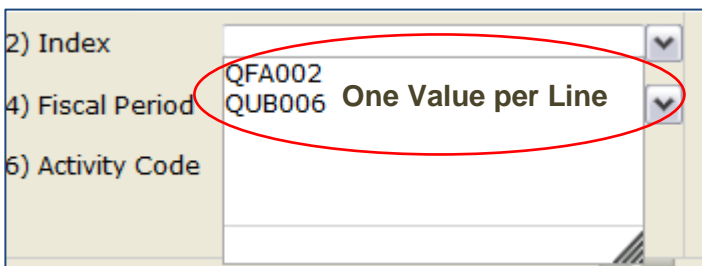 2) Index
QFA002
4) Fiscal Period
QUB006
One Value per Line
6) Activity Code